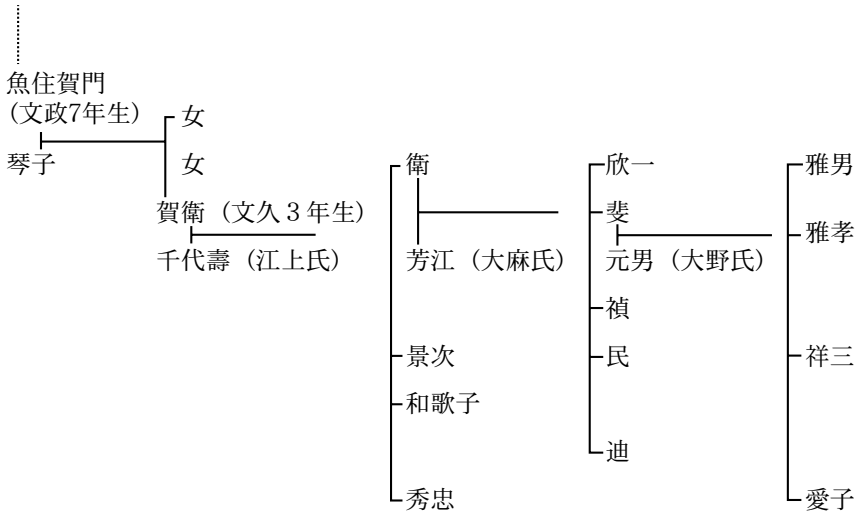 魚住賀門
（文政7年生）
琴子
女
女
賀衛（文久３年生）
千代壽（江上氏）
衛
芳江（大麻氏）
景次
和歌子
秀忠
欣一
斐
元男（大野氏）
禎
民
迪
雅男
雅孝
祥三
愛子